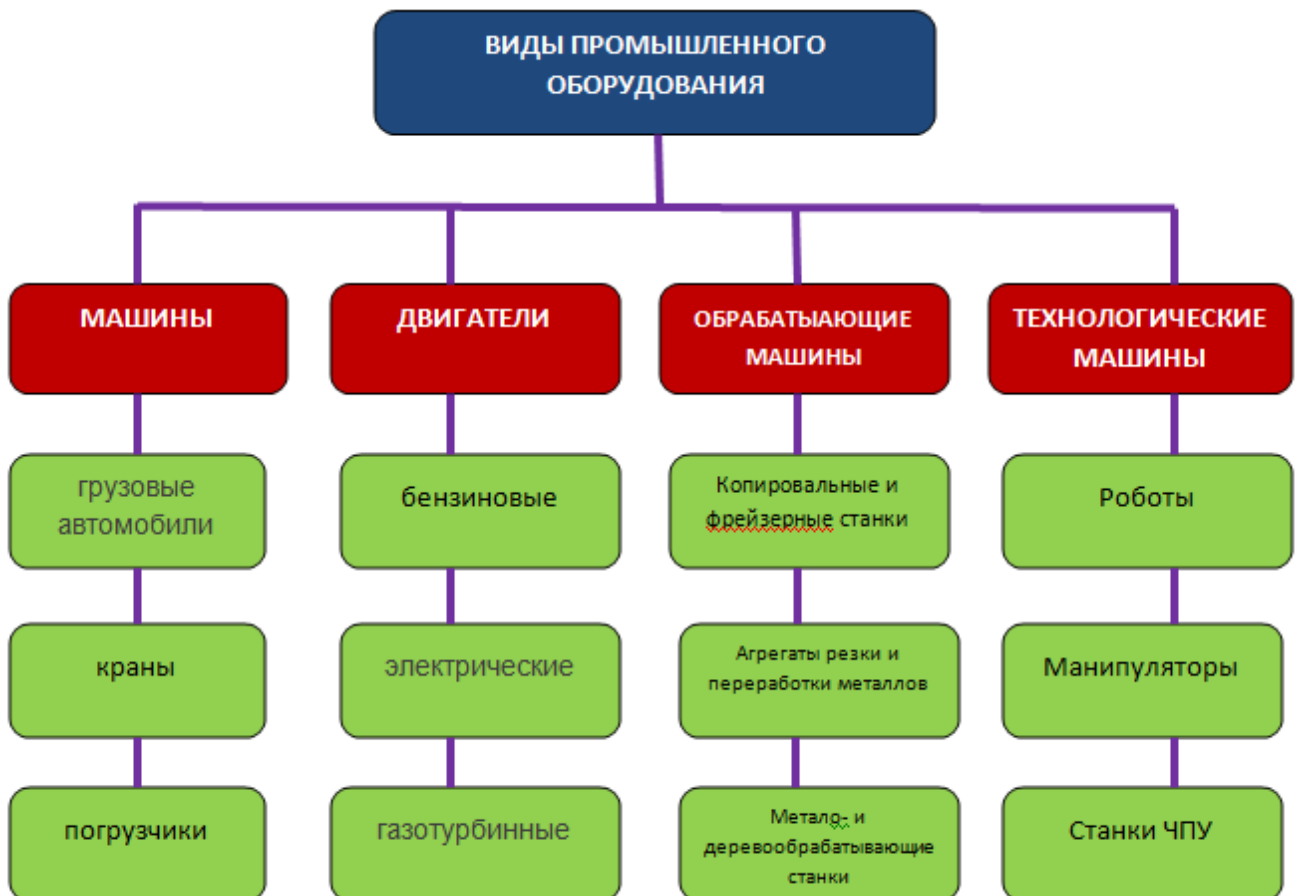 ВИДЫ ПРОМЫШЛЕННОГО
ОБОРУДОВАНИЯ
МАШИНЫ
ДВИГАТЕЛИ
ОБРАБАТЫАЮЩИЕ
МАШИНЫ
ТЕХНОЛОГИЧЕСКИЕ
МАШИНЫ
грузовые
автомобили
бензиновые
Копировальные и
фрейзерные станки
Роботы
краны
электрические
Агрегаты резки и
переработки металлов
Манипуляторы
погрузчики
газотурбинные
Метало- и
деревообрабатывающие
станки
Станки ЧПУ